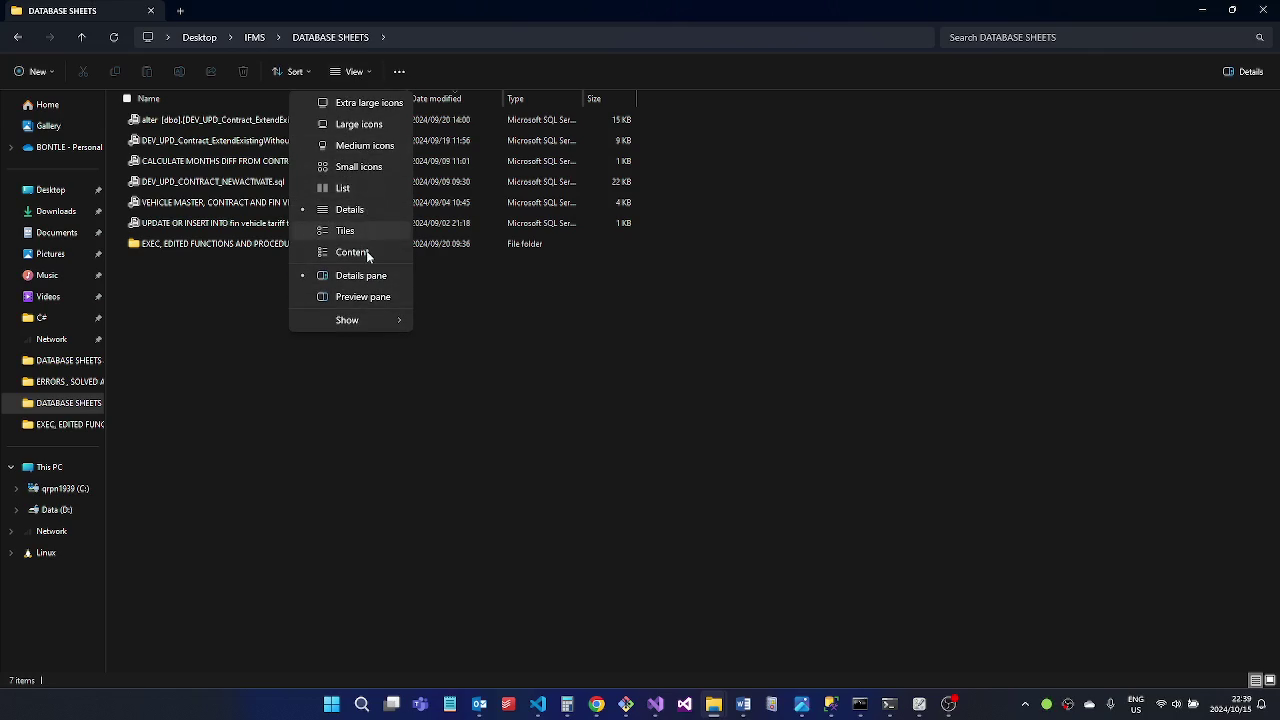 DATABASE SHEETS
Desktop
IFMS
DATABASE SHEETS
Search DATABASE SHEETS
New
Sort
View
Details
Home
Gallery
BONTLE - Personal
Desktop
Downloads
Documents
Pictures
Music
Videos
C#
Network
DATABASE SHEETS
ERRORS , SOLVED A
DATABASE SHEETS
EXEC, EDITED FUNC
This PC
qrpn1939 (C:)
Data (D:)
Network
Linux
Name Date modified Type Size
alter [dbo].[DEV_UPD_Contract_ExtendExi 2024/09/20 14:00 Microsoft SQL Ser... 15 KB
DEV_UPD_Contract_ExtendExistingWithou 2024/09/19 11:56 Microsoft SQL Ser... 9 KB
CALCULATE MONTHS DIFF FROM CONTR 2024/09/09 11:01 Microsoft SQL Ser... 1 KB
DEV_UPD_CONTRACT_NEWACTIVATE.sql 2024/09/09 09:30 Microsoft SQL Ser... 22 KB
VEHICLE MASTER, CONTRACT AND FIN V 2024/09/04 10:45 Microsoft SQL Ser... 4 KB
UPDATE OR INSERT INTO fin vehicle tariff t 2024/09/02 21:18 Microsoft SQL Ser... 1 KB
EXEC, EDITED FUNCTIONS AND PROCEDU 2024/09/20 09:36 File folder
Extra large icons
Large icons
Medium icons
Small icons
List
Details
Tiles
Content
Details pane
Preview pane
Show
7 items
ENG
US
22:39
2024/10/15